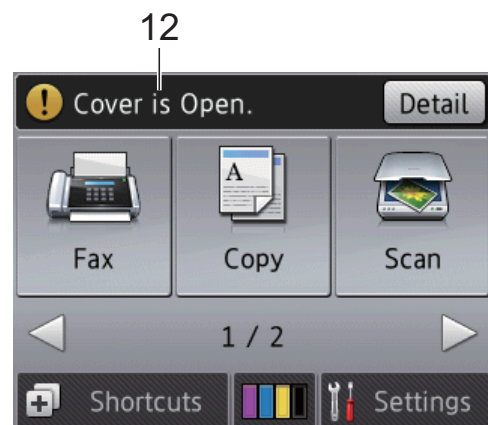 12
Cover is Open. Detail
Fax Copy Scan
1 / 2
Shortcuts Settings